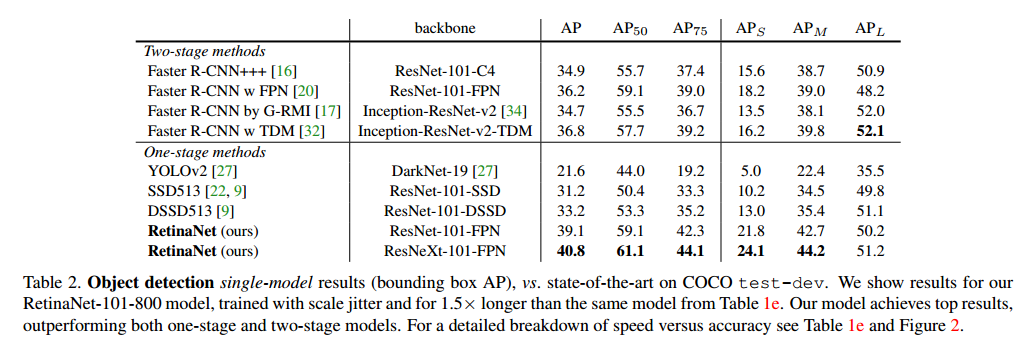 backbone AP AP50 AP75 APS APM APL
Two-stage methods
Faster R-CNN+++ [16] ResNet-101-C4 34.9 55.7 37.4 15.6 38.7 50.9
Faster R-CNN w FPN [20] ResNet-101-FPN 36.2 59.1 39.0 18.2 39.0 48.2
Faster R-CNN by G-RMI [17] Inception-ResNet-v2 [34] 34.7 55.5 36.7 13.5 38.1 52.0
Faster R-CNN w TDM [32] Inception-ResNet-v2-TDM 36.8 57.7 39.2 16.2 39.8 52.1
One-stage methods
YOLOv2 [27] DarkNet-19 [27] 21.6 44.0 19.2 5.0 22.4 35.5
SSD513 [22, 9] ResNet-101-SSD 31.2 50.4 33.3 10.2 34.5 49.8
DSSD513 [9] ResNet-101-DSSD 33.2 53.3 35.2 13.0 35.4 51.1
RetinaNet (ours) ResNet-101-FPN 39.1 59.1 42.3 21.8 42.7 50.2
RetinaNet (ours) ResNeXt-101-FPN 40.8 61.1 44.1 24.1 44.2 51.2
Table 2. Object detection single-model results (bounding box AP), vs. state-of-the-art on COCO test-dev. We show results for our
RetinaNet-101-800 model, trained with scale jitter and for 1.5× longer than the same model from Table 1e. Our model achieves top results,
outperforming both one-stage and two-stage models. For a detailed breakdown of speed versus accuracy see Table 1e and Figure 2.